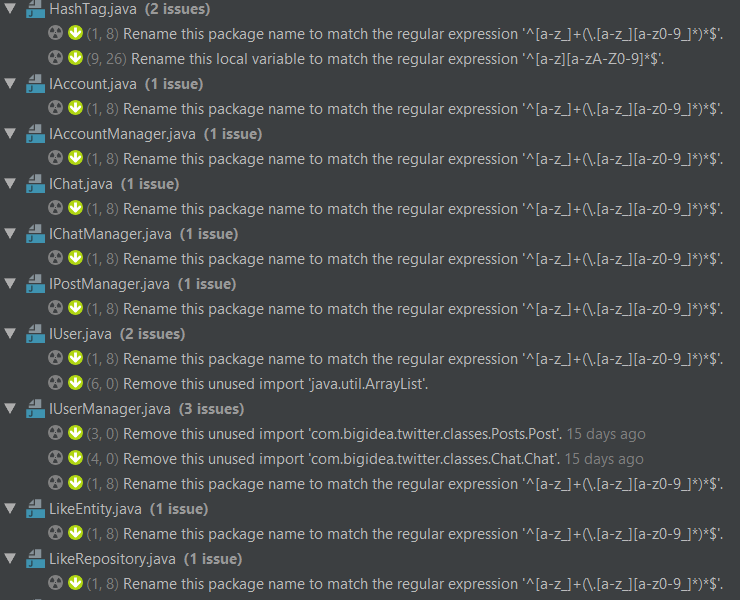 HashTag.java (2 issues)
(1, 8) Rename this package name to match the regular expression '^[a-z_]+(\.[a-z_][a-z0-9_]*)*$'.
(9, 26) Rename this local variable to match the regular expression '^[a-z][a-zA-Z0-9]*$'.
IAccount.java (1 issue)
(1, 8) Rename this package name to match the regular expression '^[a-z_]+(\.[a-z_][a-z0-9_]*)*$'.
IAccountManager.java (1 issue)
(1, 8) Rename this package name to match the regular expression '^[a-z_]+(\.[a-z_][a-z0-9_]*)*$'.
IChat.java (1 issue)
(1, 8) Rename this package name to match the regular expression '^[a-z_]+(\.[a-z_][a-z0-9_]*)*$'.
IChatManager.java (1 issue)
(1, 8) Rename this package name to match the regular expression '^[a-z_]+(\.[a-z_][a-z0-9_]*)*$'.
IPostManager.java (1 issue)
(1, 8) Rename this package name to match the regular expression '^[a-z_]+(\.[a-z_][a-z0-9_]*)*$'.
IUser.java (2 issues)
(1, 8) Rename this package name to match the regular expression '^[a-z_]+(\.[a-z_][a-z0-9_]*)*$'.
(6, 0) Remove this unused import 'java.util.ArrayList'.
IUserManager.java (3 issues)
(3, 0) Remove this unused import 'com.bigidea.twitter.classes.Posts.Post'. 15 days ago
(4, 0) Remove this unused import 'com.bigidea.twitter.classes.Chat.Chat'. 15 days ago
(1, 8) Rename this package name to match the regular expression '^[a-z_]+(\.[a-z_][a-z0-9_]*)*$'.
LikeEntity.java (1 issue)
(1, 8) Rename this package name to match the regular expression '^[a-z_]+(\.[a-z_][a-z0-9_]*)*$'.
LikeRepository.java (1 issue)
(1, 8) Rename this package name to match the regular expression '^[a-z_]+(\.[a-z_][a-z0-9_]*)*$'.